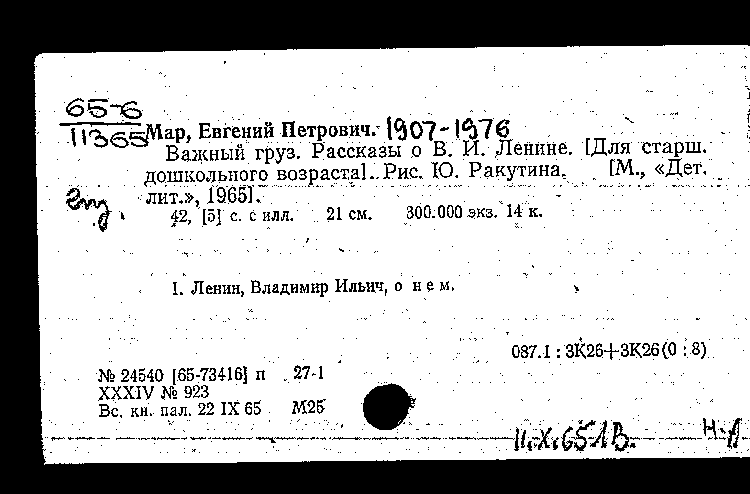 65-6
11365 Мар, Евгений Петрович. 1907-1976
Важный груз. Рассказы о В. И. Ленине. [Для старш.
дошкольного возраста]. Рис. Ю. Ракутина. [М., «Дет.
лит.», 1965].
42, [5] с. с илл. 21 см. 300.000 экз. 14 к.
I. Ленин, Владимир Ильич, о нем.
087.1 : 3К26+3К26(0 : 8)
№ 24540 [65-73416] п 27-1
XXXIV № 923
Вс. кн. пал. 22 IX 65 М25
11.X.65 1В. Н-А